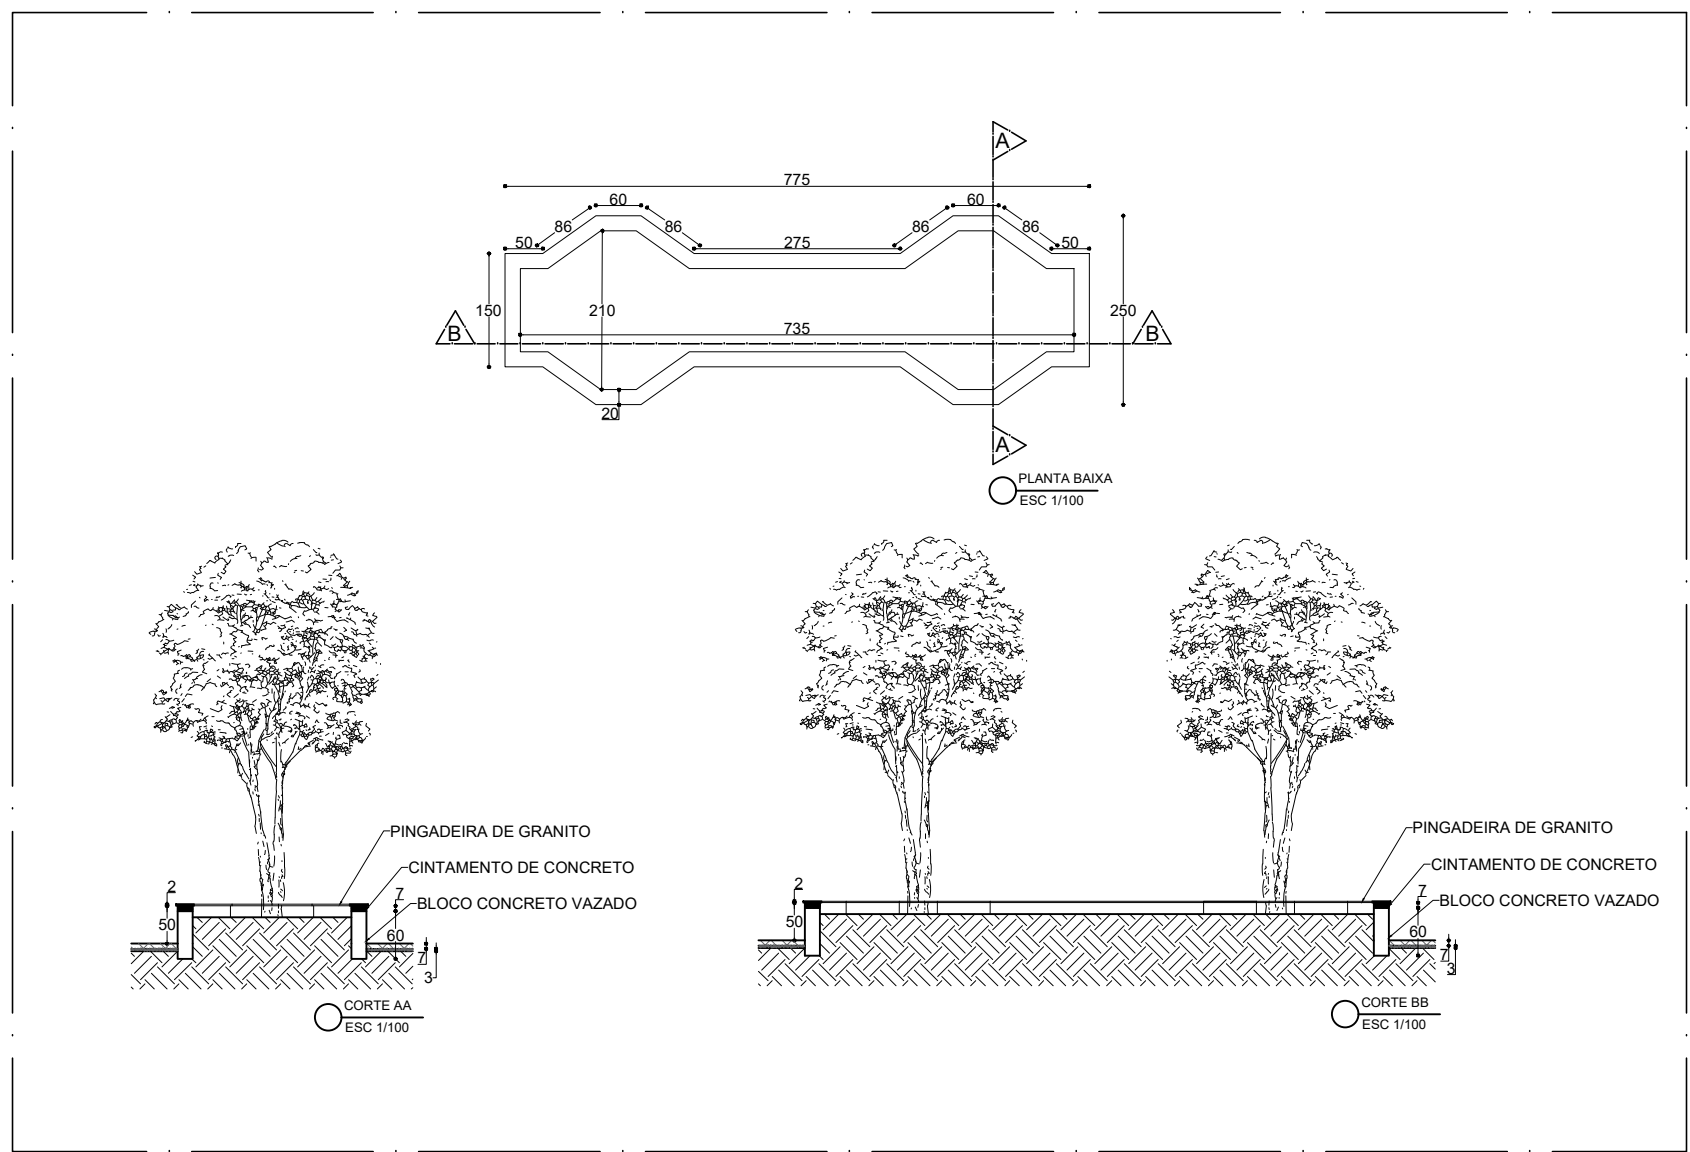 A
775
60
60
86
86
86
86
50
275
50
150
210
250
735
B
B
20
A
PLANTA BAIXA
ESC 1/100
PINGADEIRA DE GRANITO
CINTAMENTO DE CONCRETO
BLOCO CONCRETO VAZADO
2
50
7
60
7
3
CORTE AA
ESC 1/100
PINGADEIRA DE GRANITO
CINTAMENTO DE CONCRETO
BLOCO CONCRETO VAZADO
2
50
7
60
7
3
CORTE BB
ESC 1/100